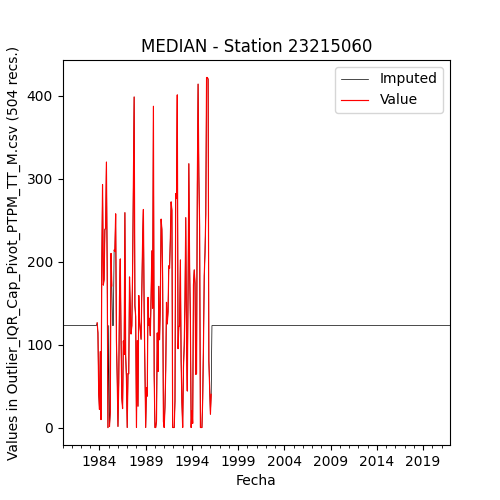 MEDIAN - Station 23215060
Imputed
Value
Values in Outlier_IQR_Cap_Pivot_PTPM_TT_M.csv (504 recs.)
400
300
200
100
0
1984 1989 1994 1999 2004 2009 2014 2019
Fecha